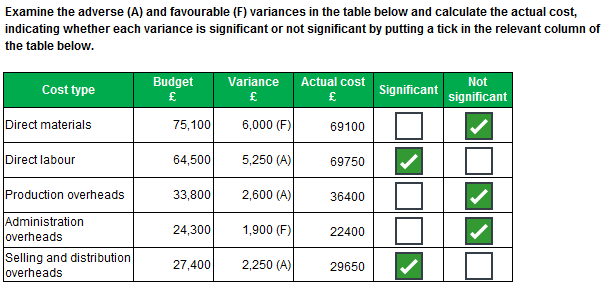 Examine the adverse (A) and favourable (F) variances in the table below and calculate the actual cost,
indicating whether each variance is significant or not significant by putting a tick in the relevant column of
the table below.
Cost type Budget £ Variance £ Actual cost £ Significant Not significant
Direct materials 75,100 6,000 (F) 69100
Direct labour 64,500 5,250 (A) 69750
Production overheads 33,800 2,600 (A) 36400
Administration overheads 24,300 1,900 (F) 22400
Selling and distribution overheads 27,400 2,250 (A) 29650